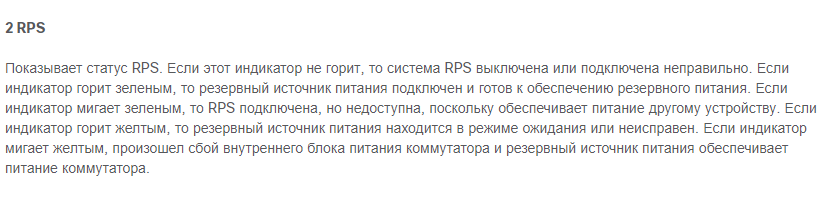 2 RPS
Показывает статус RPS. Если этот индикатор не горит, то система RPS выключена или подключена неправильно. Если
индикатор горит зеленым, то резервный источник питания подключен и готов к обеспечению резервного питания. Если
индикатор мигает зеленым, то RPS подключена, но недоступна, поскольку обеспечивает питание другому устройству. Если
индикатор горит желтым, то резервный источник питания находится в режиме ожидания или неисправен. Если индикатор
мигает желтым, произошел сбой внутреннего блока питания коммутатора и резервный источник питания обеспечивает
питание коммутатора.